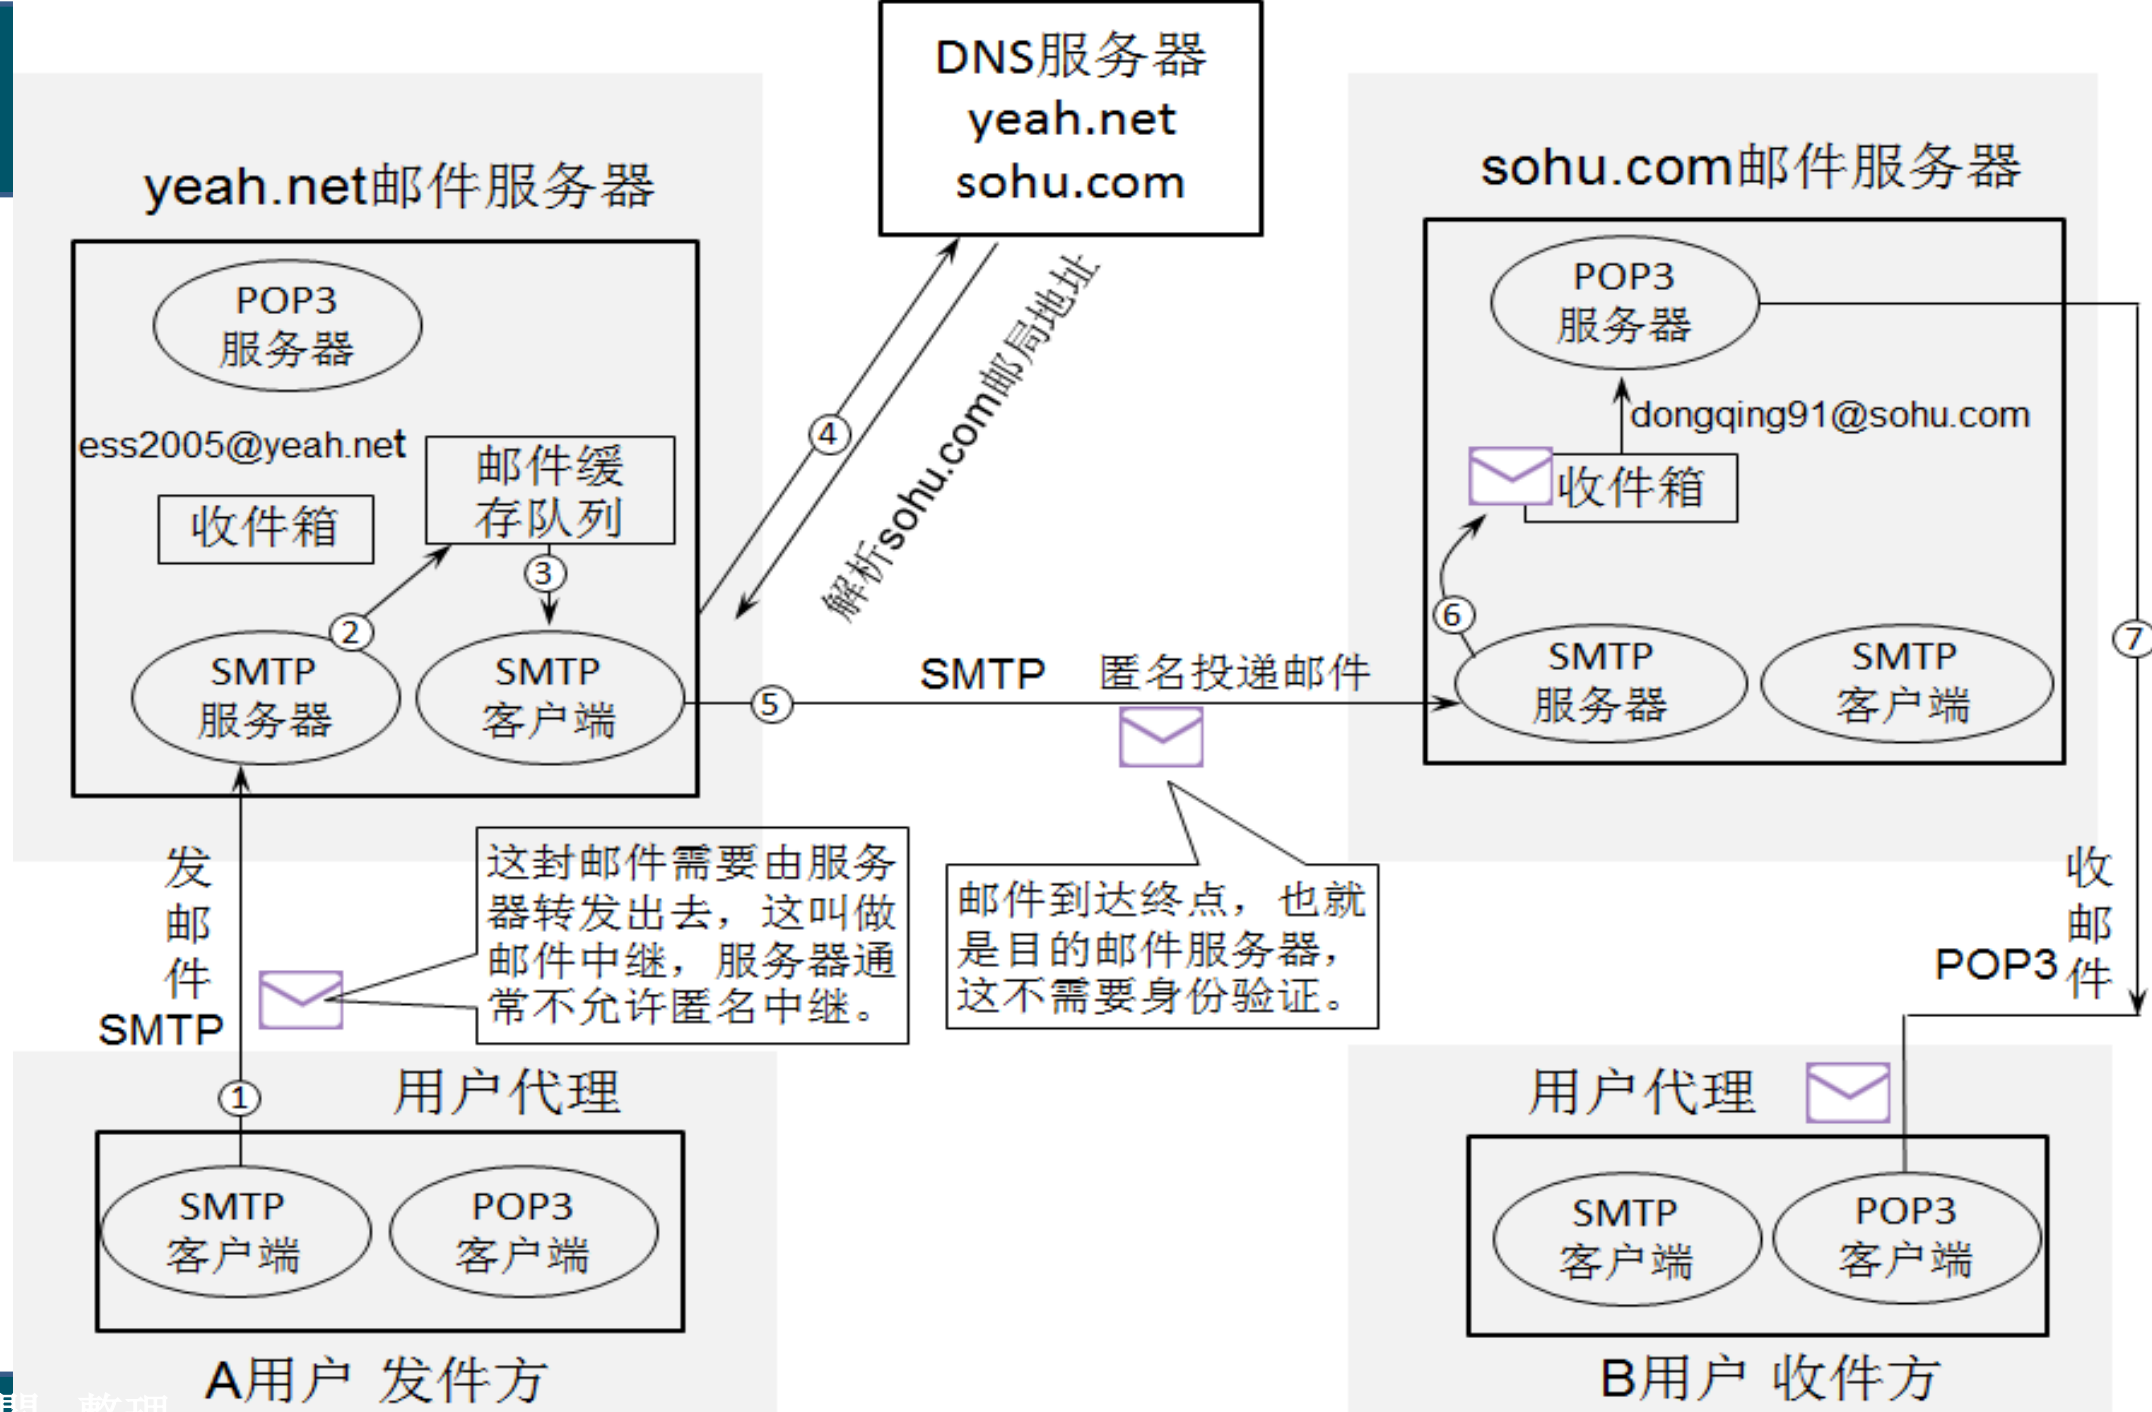 DNS服务器
yeah.net
sohu.com
yeah.net邮件服务器
POP3
服务器
ess2005@yeah.net
邮件缓
存队列
收件箱
③
②
SMTP
服务器
SMTP
客户端
④
解析sohu.com邮局地址
⑤
SMTP 匿名投递邮件
sohu.com邮件服务器
POP3
服务器
dongqing91@sohu.com
收件箱
⑥
SMTP
服务器
SMTP
客户端
⑦
发
邮
件
SMTP
①
这封邮件需要由服务
器转发出去，这叫做
邮件中继，服务器通
常不允许匿名中继。
邮件到达终点，也就
是目的邮件服务器，
这不需要身份验证。
收
邮
件
POP3
用户代理
SMTP
客户端
POP3
客户端
A用户 发件方
用户代理
SMTP
客户端
POP3
客户端
B用户 收件方
整理